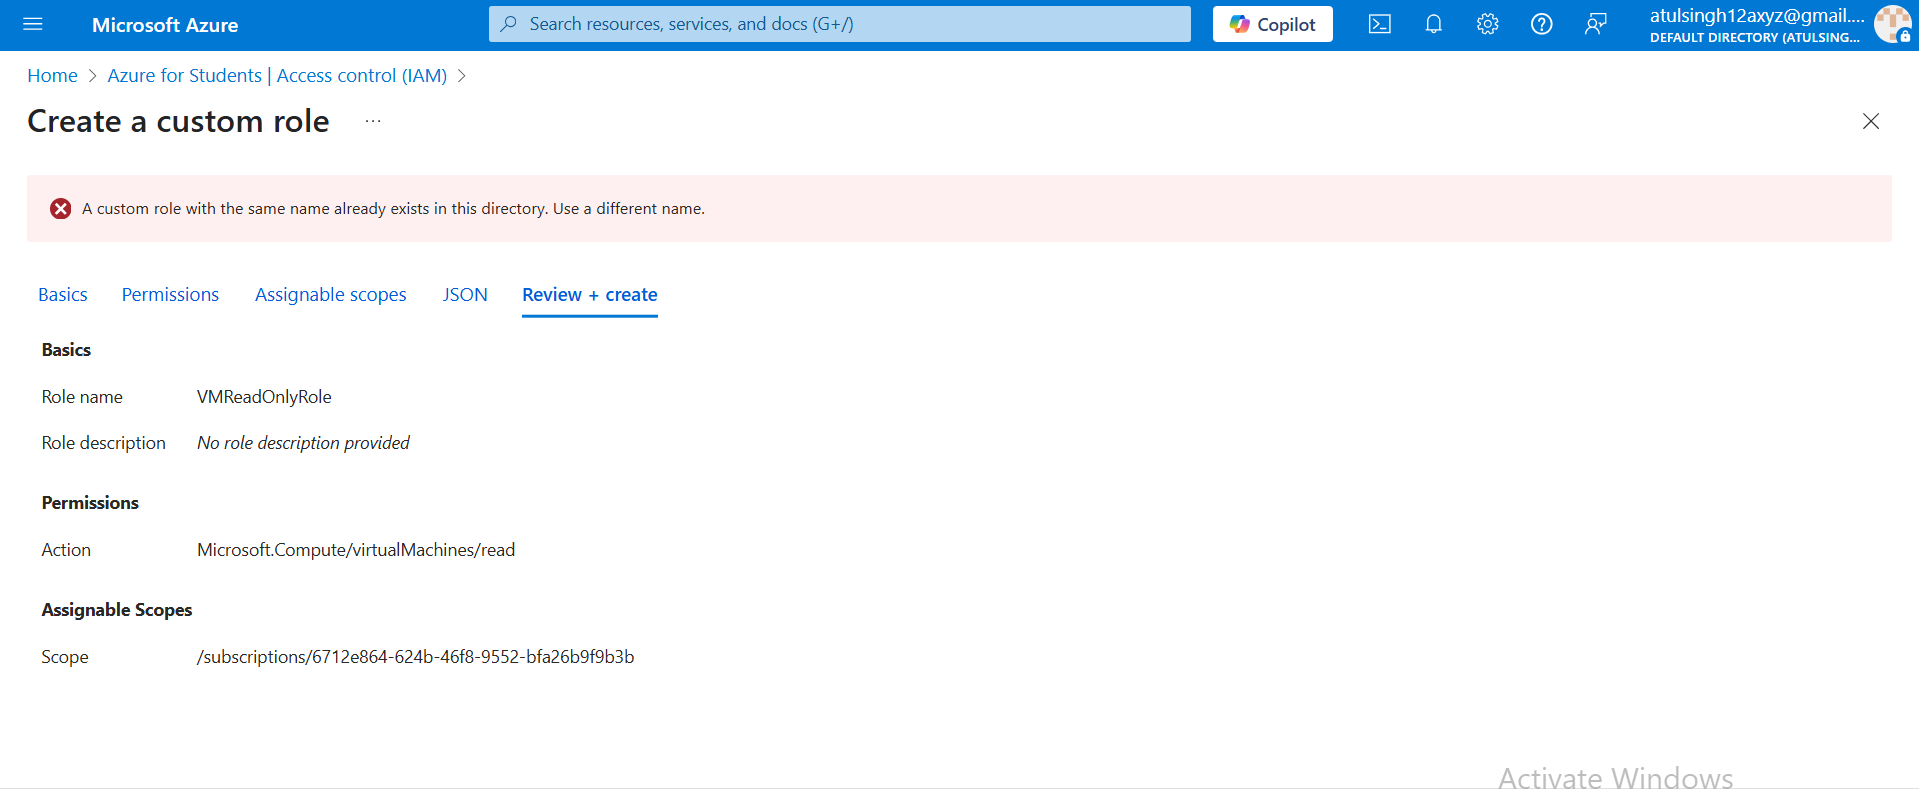 Microsoft Azure
Search resources, services, and docs (G+/)
Copilot
atulsingh12axyz@gmail....
DEFAULT DIRECTORY (ATULSING...
Home > Azure for Students | Access control (IAM) >
Create a custom role ...
A custom role with the same name already exists in this directory. Use a different name.
Basics Permissions Assignable scopes JSON Review + create
Basics
Role name VMReadOnlyRole
Role description No role description provided
Permissions
Action Microsoft.Compute/virtualMachines/read
Assignable Scopes
Scope /subscriptions/6712e864-624b-46f8-9552-bfa26b9f9b3b
Activate Windows